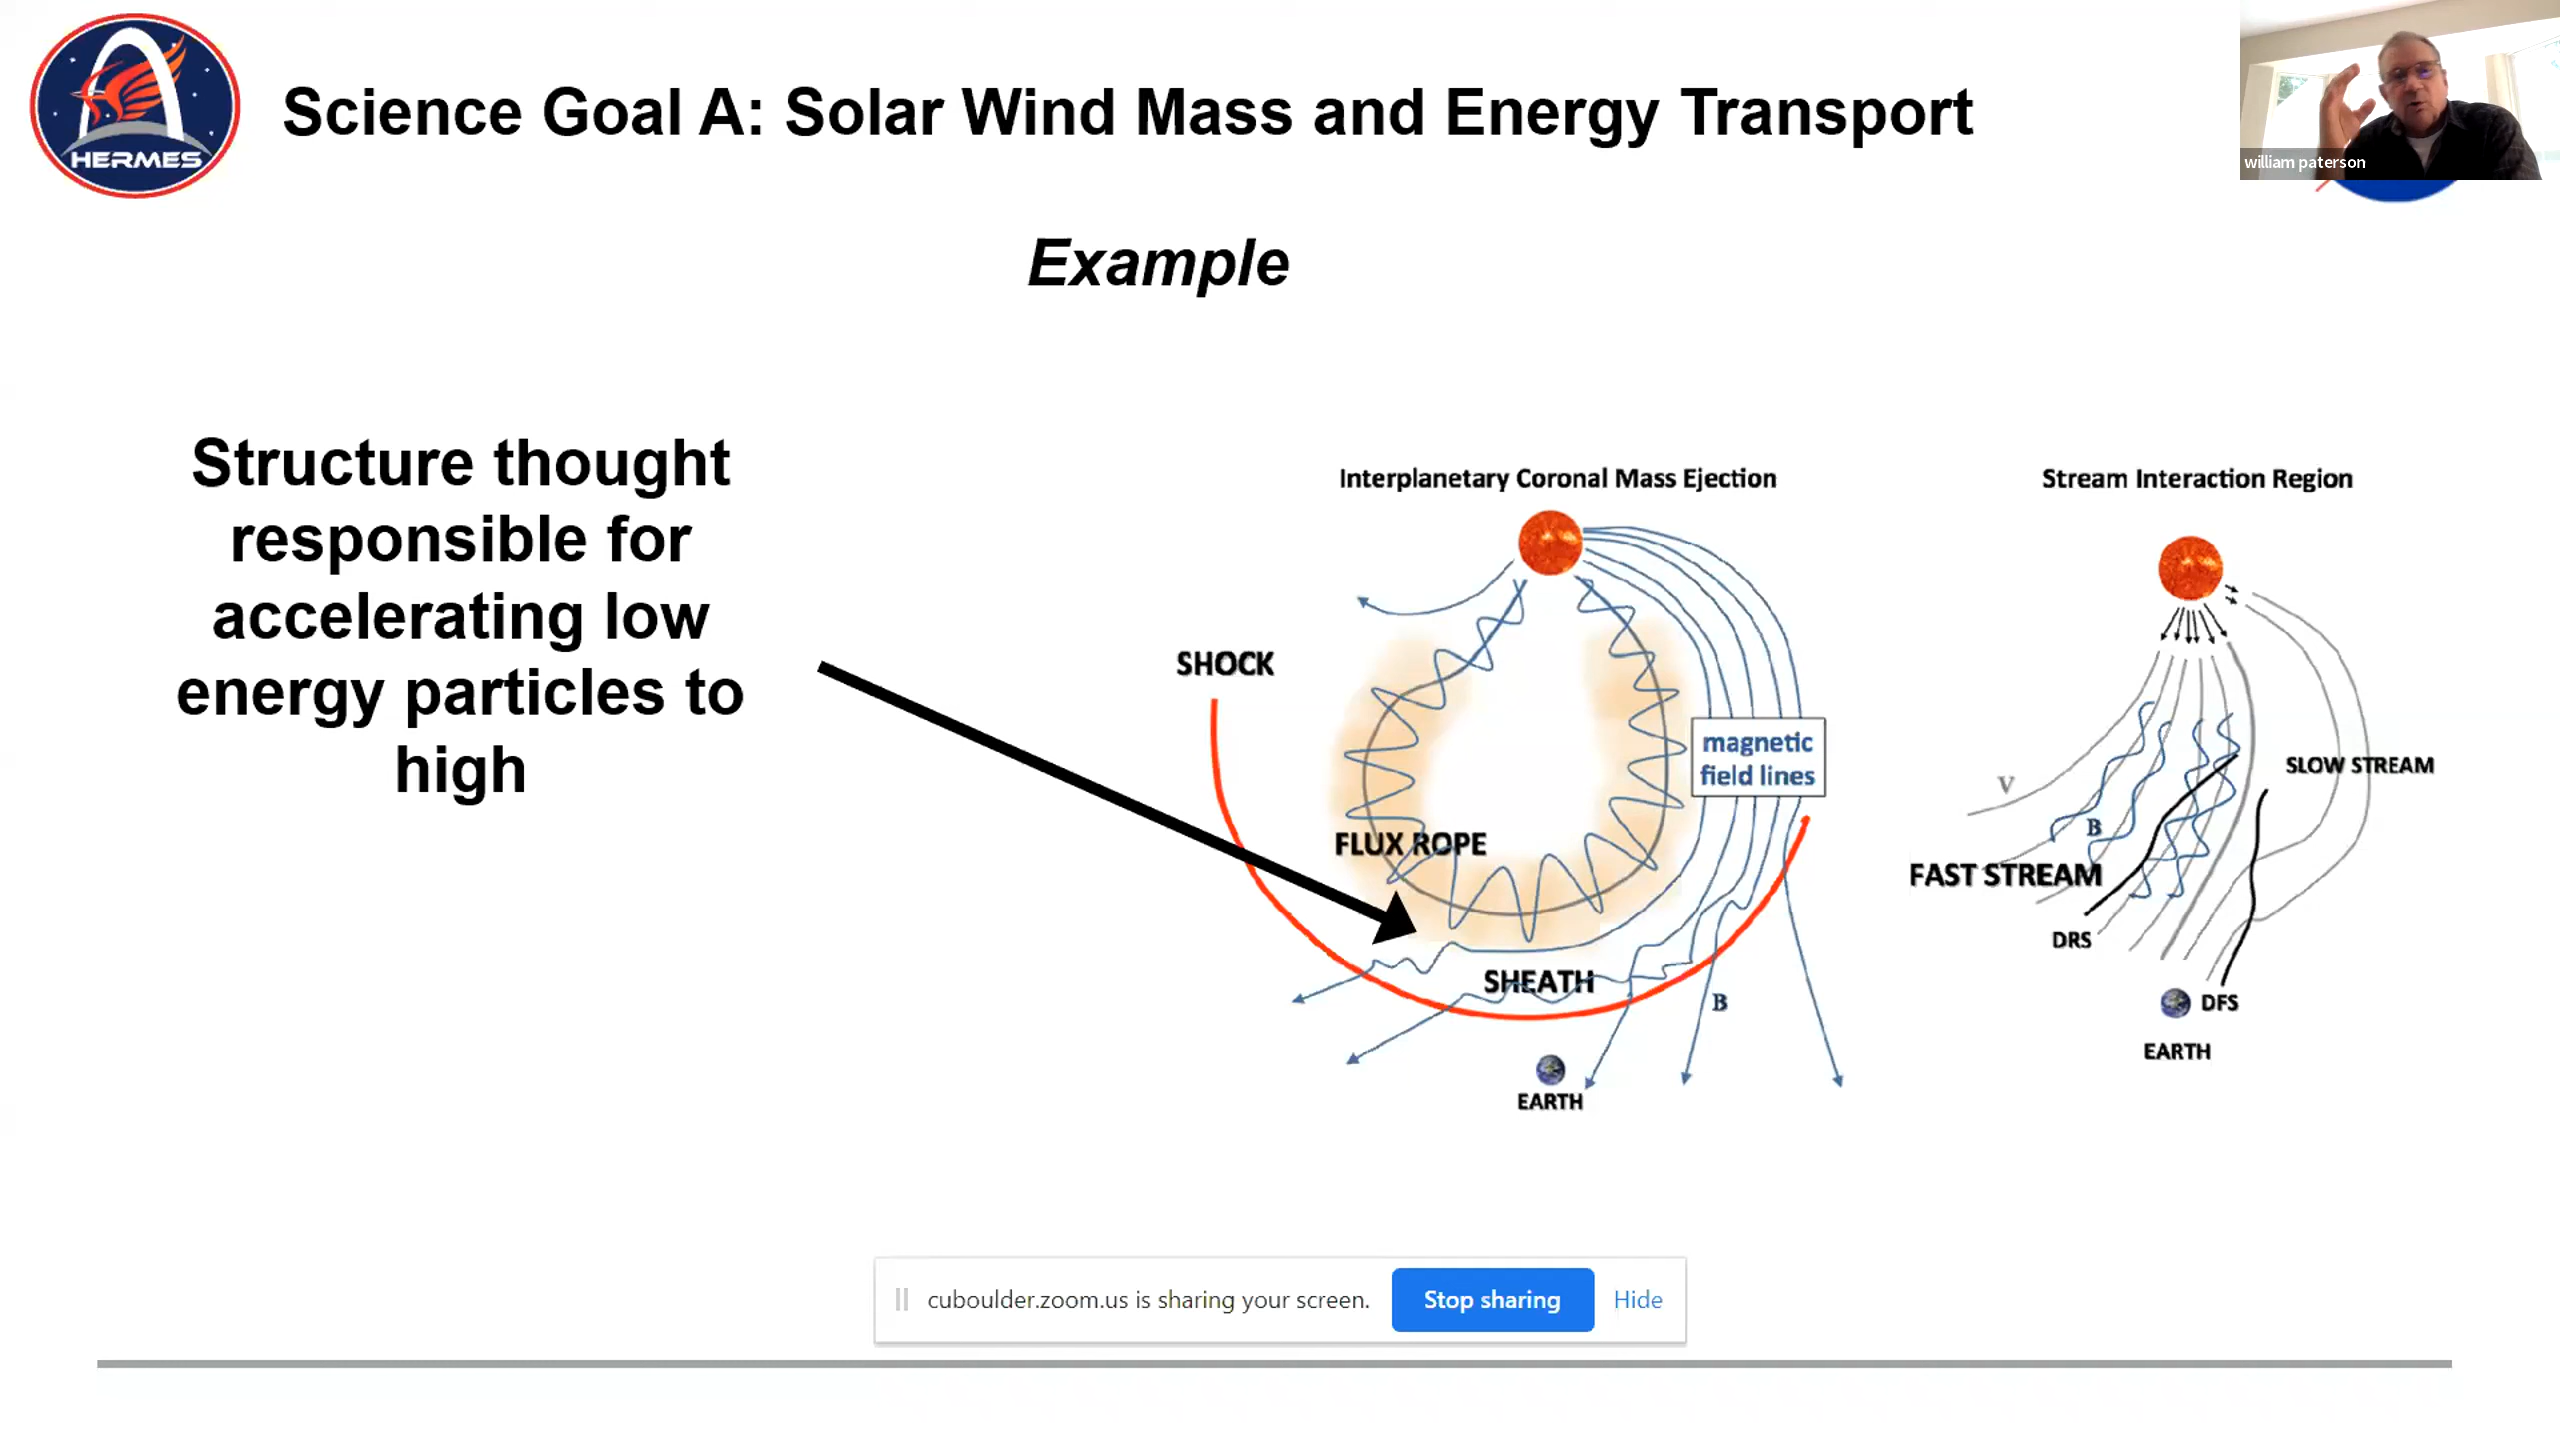 HERMES
Science Goal A: Solar Wind Mass and Energy Transport
william paterson
Example
Structure thought
responsible for
accelerating low
energy particles to
high
Interplanetary Coronal Mass Ejection
SHOCK
magnetic
field lines
FLUX ROPE
SHEATH
B
EARTH
Stream Interaction Region
SLOW STREAM
V
B
FAST STREAM
DRS
DFS
EARTH
cuboulder.zoom.us is sharing your screen.
Stop sharing
Hide